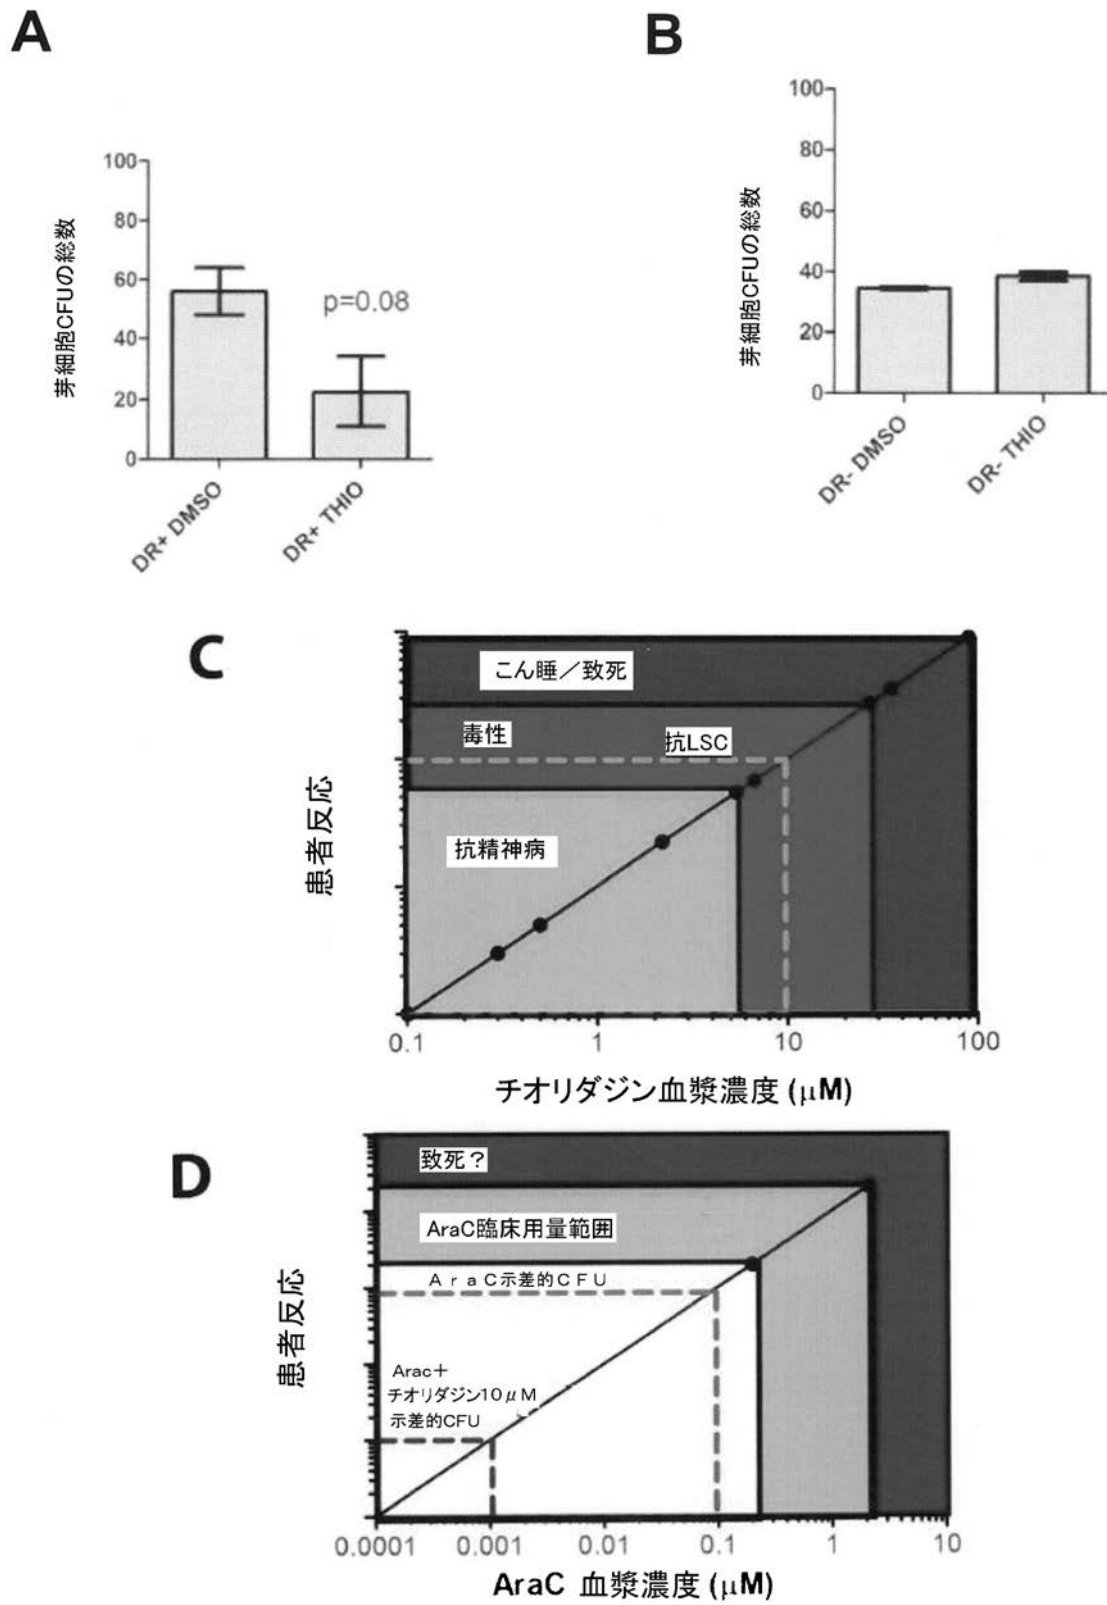 A
芽細胞CFUの総数
100
80
60
40
20
0
p=0.08
DR+ DMSO
DR+ THIO
B
芽細胞CFUの総数
100
80
60
40
20
0
DR- DMSO
DR- THIO
C
患者反応
こん睡／致死
毒性
抗LSC
抗精神病
0.1
1
10
100
チオリダジン血漿濃度 (μM)
D
患者反応
致死？
AraC臨床用量範囲
ＡｒａＣ示差的ＣＦＵ
Arac＋
チオリダジン10μM
示差的CFU
0.0001
0.001
0.01
0.1
1
10
AraC 血漿濃度 (μM)